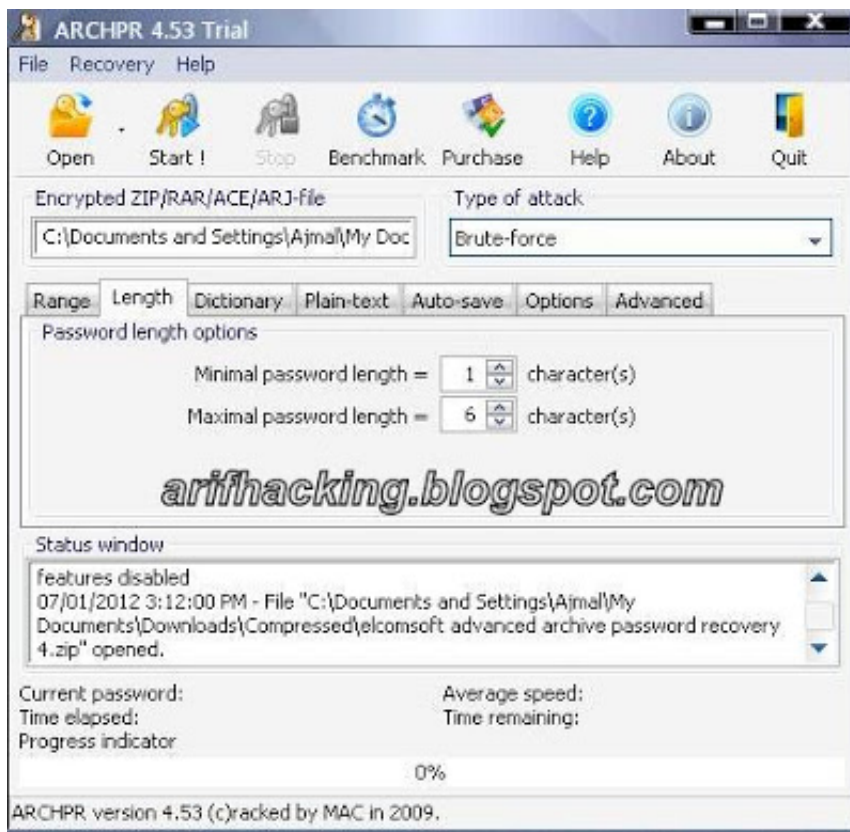 ARCHPR 4.53 Trial
File Recovery Help
Open Start ! Stop Benchmark Purchase Help About Quit
Encrypted ZIP/RAR/ACE/ARJ-file
Type of attack
C:\Documents and Settings\Ajmal\My Doc
Brute-force
Range Length Dictionary Plain-text Auto-save Options Advanced
Password length options
Minimal password length = 1 character(s)
Maximal password length = 6 character(s)
arifhacking.blogspot.com
Status window
features disabled
07/01/2012 3:12:00 PM - File "C:\Documents and Settings\Ajmal\My
Documents\Downloads\Compressed\elcomsoft advanced archive password recovery
4.zip" opened.
Current password:
Average speed:
Time elapsed:
Time remaining:
Progress indicator
0%
ARCHPR version 4.53 (c)racked by MAC in 2009.